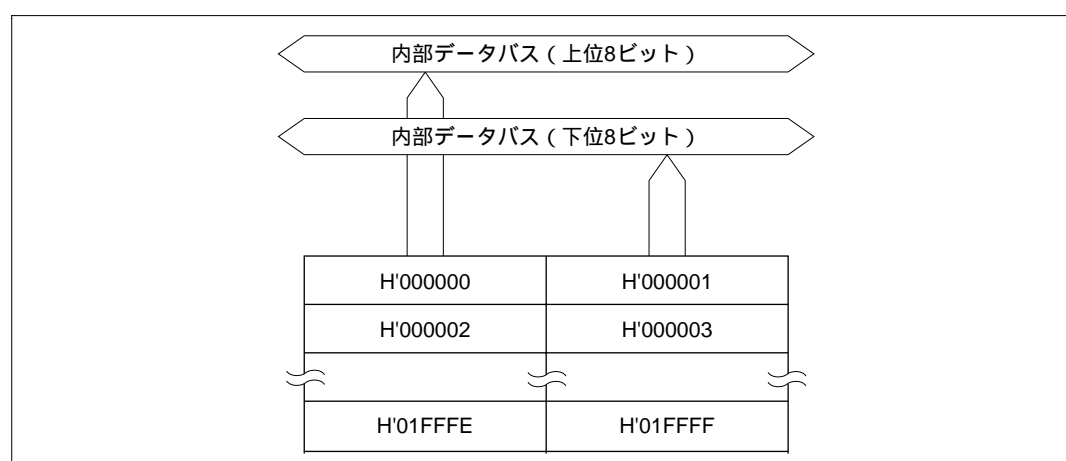 内部データバス（上位8ビット）
内部データバス（下位8ビット）
H'000000 H'000001
H'000002 H'000003
H'01FFFE H'01FFFF